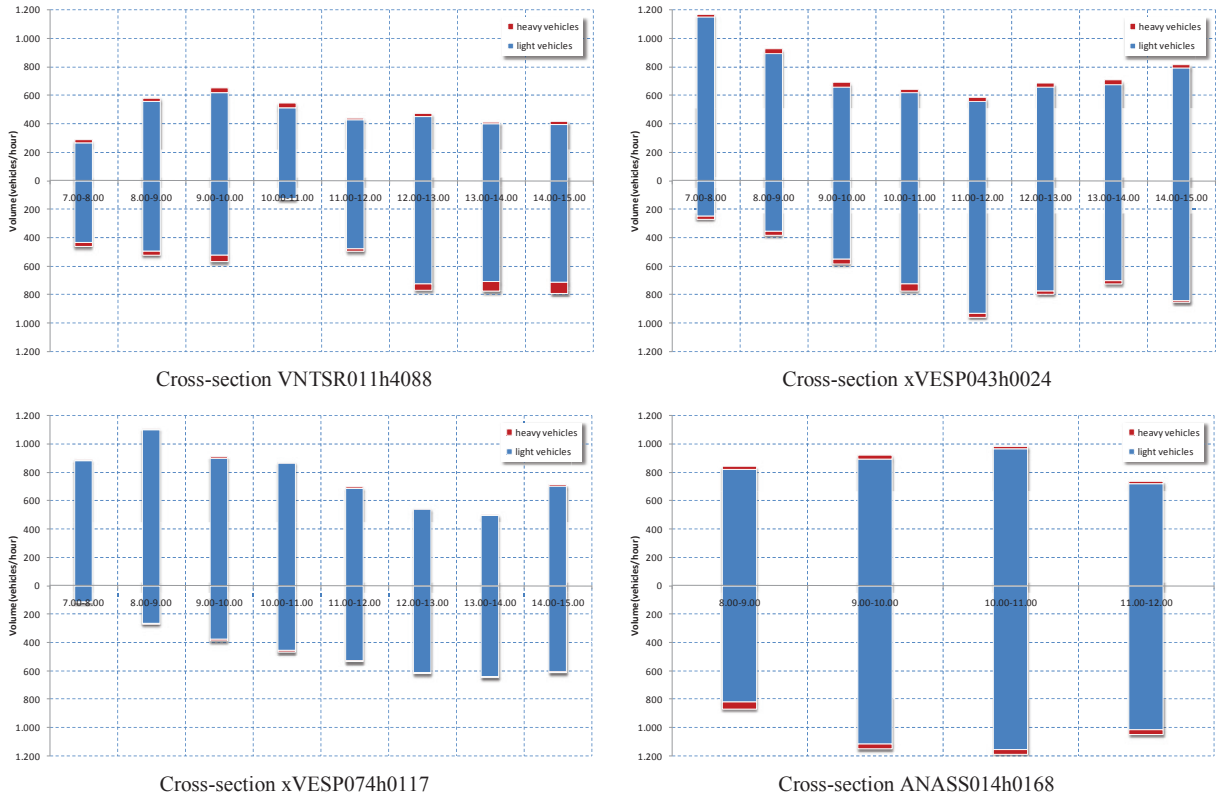 1.200
1.000
800
600
400
200
0
200
400
600
800
1.000
1.200
Volume(vehicles/hour)
heavy vehicles
light vehicles
7.00-8.00 8.00-9.00 9.00-10.00 10.00-11.00 11.00-12.00 12.00-13.00 13.00-14.00 14.00-15.00
Cross-section VNTSR011h4088
1.200
1.000
800
600
400
200
0
200
400
600
800
1.000
1.200
Volume(vehicles/hour)
heavy vehicles
light vehicles
7.00-8.00 8.00-9.00 9.00-10.00 10.00-11.00 11.00-12.00 12.00-13.00 13.00-14.00 14.00-15.00
Cross-section xVESP043h0024
1.200
1.000
800
600
400
200
0
200
400
600
800
1.000
1.200
Volume(vehicles/hour)
heavy vehicles
light vehicles
7.00-8.00 8.00-9.00 9.00-10.00 10.00-11.00 11.00-12.00 12.00-13.00 13.00-14.00 14.00-15.00
Cross-section xVESP074h0117
1.200
1.000
800
600
400
200
0
200
400
600
800
1.000
1.200
Volume(vehicles/hour)
heavy vehicles
light vehicles
8.00-9.00 9.00-10.00 10.00-11.00 11.00-12.00
Cross-section ANASS014h0168